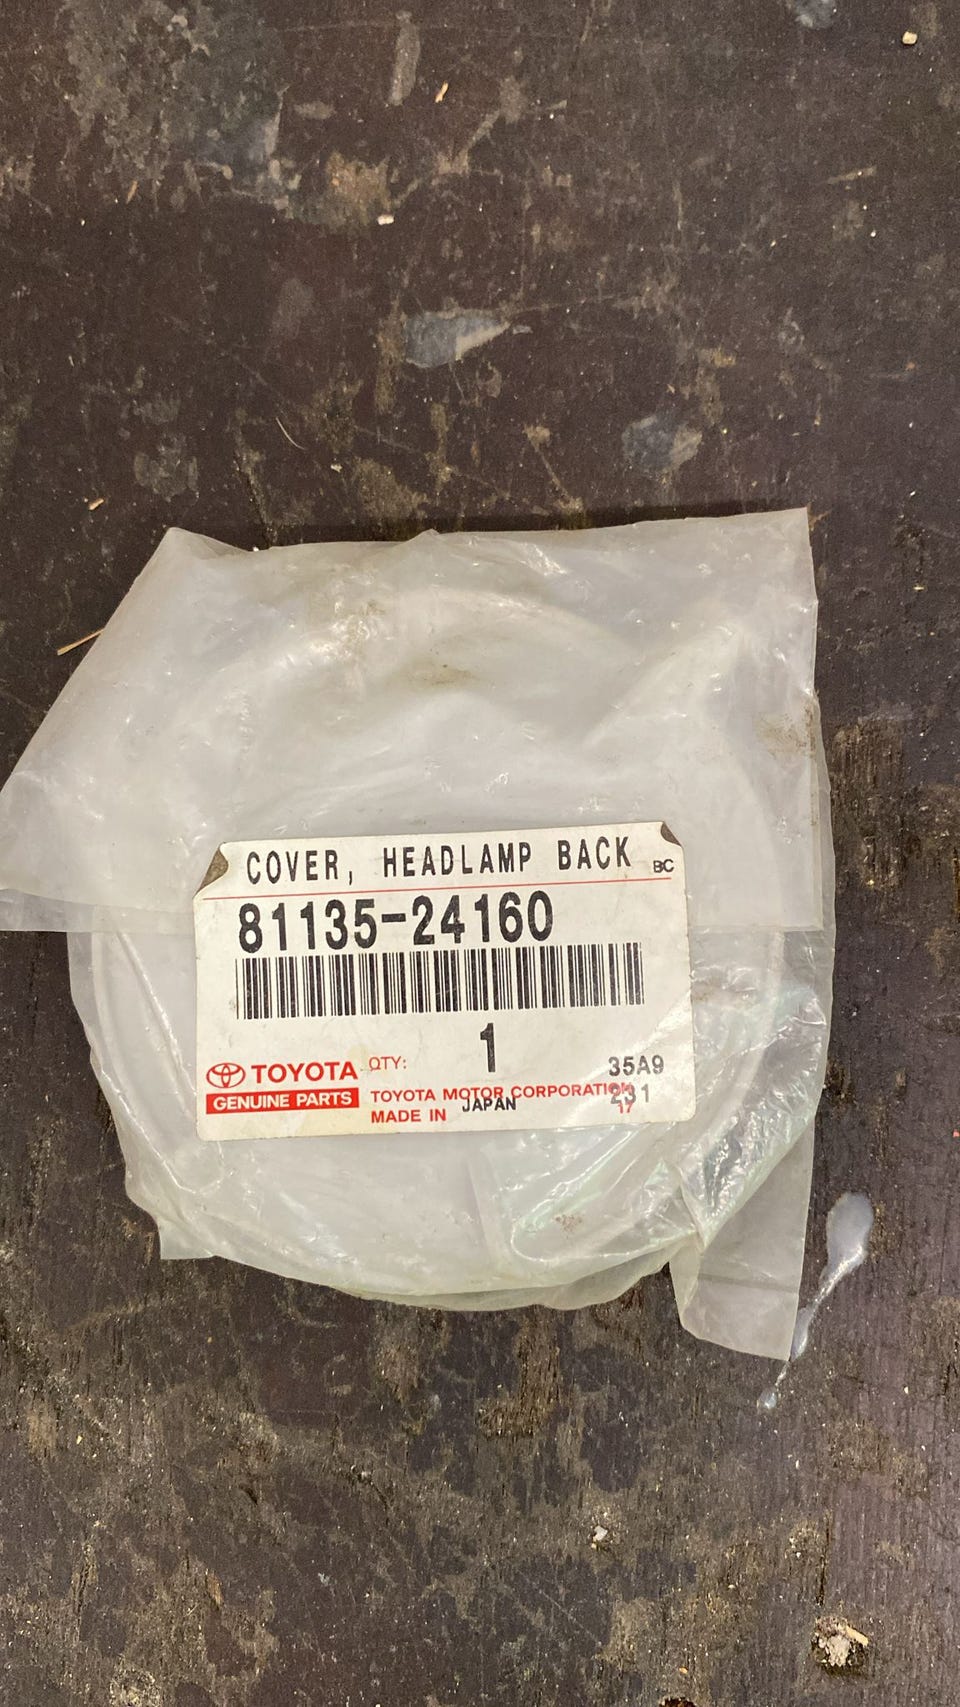 COVER, HEADLAMP BACK BC
81135-24160
1
TOYOTA QTY: 35A9
GENUINE PARTS TOYOTA MOTOR CORPORATION 231
MADE IN JAPAN 17